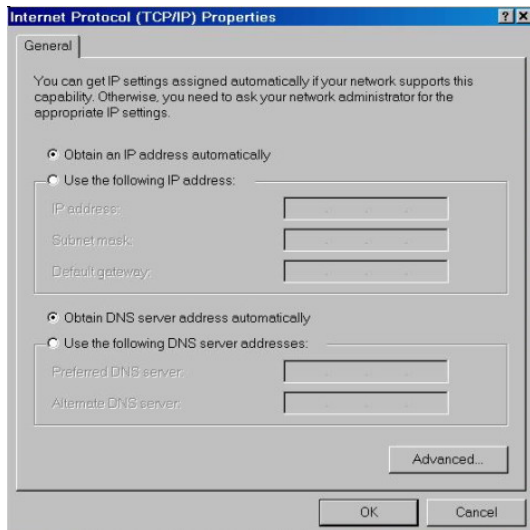 Internet Protocol (TCP/IP) Properties
General
You can get IP settings assigned automatically if your network supports this
capability. Otherwise, you need to ask your network administrator for the
appropriate IP settings.
Obtain an IP address automatically
Use the following IP address:
IP address:
Subnet mask:
Default gateway:
Obtain DNS server address automatically
Use the following DNS server addresses:
Preferred DNS server:
Alternate DNS server:
Advanced...
OK
Cancel